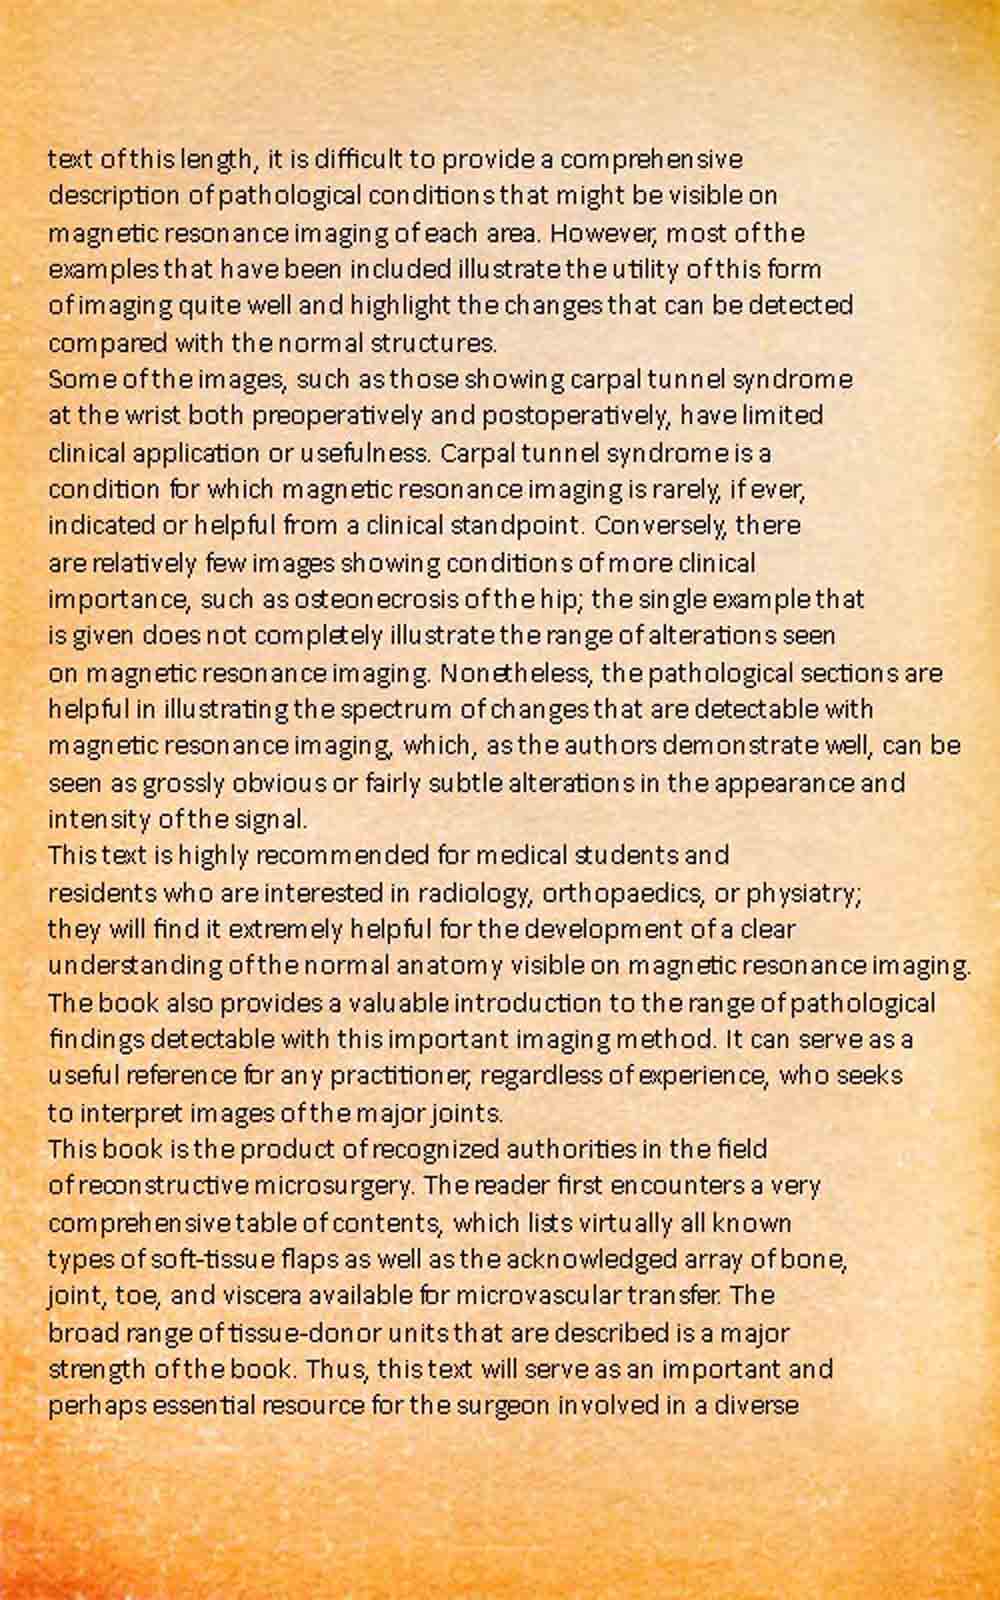 text of this length, it is difficult to provide a comprehensive
description of pathological conditions that might be visible on
magnetic resonance imaging of each area. However, most of the
examples that have been included illustrate the utility of this form
of imaging quite well and highlight the changes that can be detected
compared with the normal structures.
Some of the images, such as those showing carpal tunnel syndrome
at the wrist both preoperatively and postoperatively, have limited
clinical application or usefulness. Carpal tunnel syndrome is a
condition for which magnetic resonance imaging is rarely, if ever,
indicated or helpful from a clinical standpoint. Conversely, there
are relatively few images showing conditions of more clinical
importance, such as osteonecrosis of the hip; the single example that
is given does not completely illustrate the range of alterations seen
on magnetic resonance imaging. Nonetheless, the pathological sections are
helpful in illustrating the spectrum of changes that are detectable with
magnetic resonance imaging, which, as the authors demonstrate well, can be
seen as grossly obvious or fairly subtle alterations in the appearance and
intensity of the signal.
This text is highly recommended for medical students and
residents who are interested in radiology, orthopaedics, or physiatry;
they will find it extremely helpful for the development of a clear
understanding of the normal anatomy visible on magnetic resonance imaging.
The book also provides a valuable introduction to the range of pathological
findings detectable with this important imaging method. It can serve as a
useful reference for any practitioner, regardless of experience, who seeks
to interpret images of the major joints.
This book is the product of recognized authorities in the field
of reconstructive microsurgery. The reader first encounters a very
comprehensive table of contents, which lists virtually all known
types of soft-tissue flaps as well as the acknowledged array of bone,
joint, toe, and viscera available for microvascular transfer. The
broad range of tissue-donor units that are described is a major
strength of the book. Thus, this text will serve as an important and
perhaps essential resource for the surgeon involved in a diverse